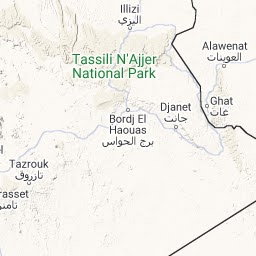 Illizi
اليزي
Tassili N'Ajjer
National Park
Alawenat
العوينات
Bordj El
Haouas
برج الحواس
Djanet
جانت
Ghat
غات
Tazrouk
تازروق
rasset